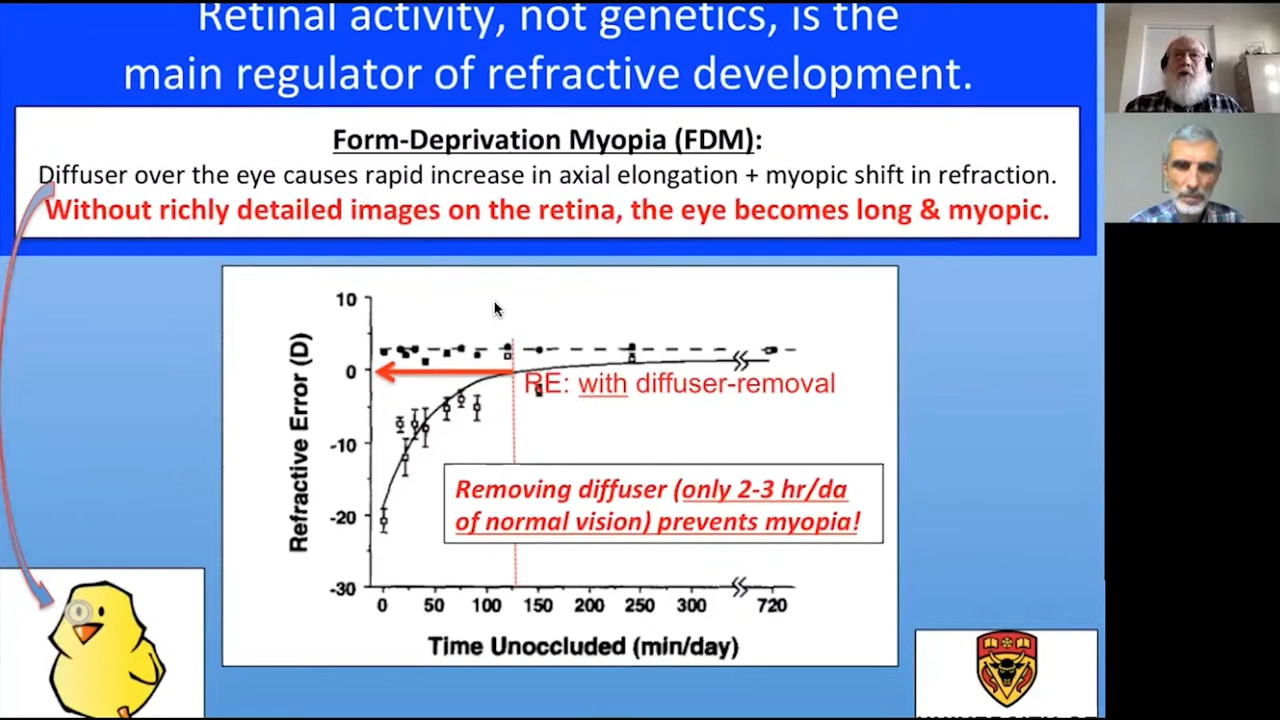 Retinal activity, not genetics, is the
main regulator of refractive development.
Form-Deprivation Myopia (FDM):
Diffuser over the eye causes rapid increase in axial elongation + myopic shift in refraction.
Without richly detailed images on the retina, the eye becomes long & myopic.
10
0
-10
-20
-30
Refractive Error (D)
RE: with diffuser-removal
Removing diffuser (only 2-3 hr/da
of normal vision) prevents myopia!
0 50 100 150 200 250 300 720
Time Unoccluded (min/day)